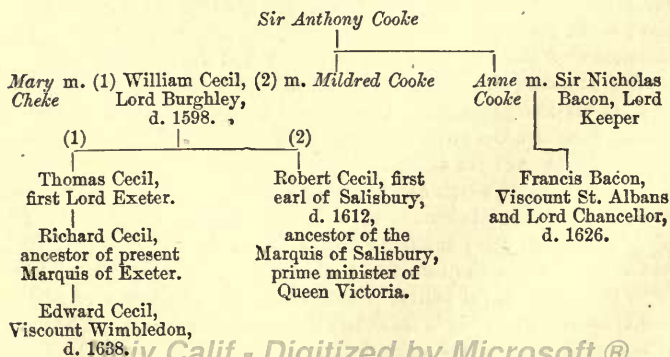 Sir Anthony Cooke
Mary m. (1) William Cecil, (2) m. Mildred Cooke Anne m. Sir Nicholas
Cheke Lord Burghley, Cooke Bacon, Lord
d. 1598. Keeper
(1) (2)
Thomas Cecil, Robert Cecil, first Francis Bacon,
first Lord Exeter. earl of Salisbury, Viscount St. Albans
d. 1612, and Lord Chancellor,
Richard Cecil, ancestor of the d. 1626.
ancestor of present Marquis of Salisbury,
Marquis of Exeter. prime minister of
Queen Victoria.
Edward Cecil,
Viscount Wimbledon,
d. 1638.
Univ Calif - Digitized by Microsoft ®